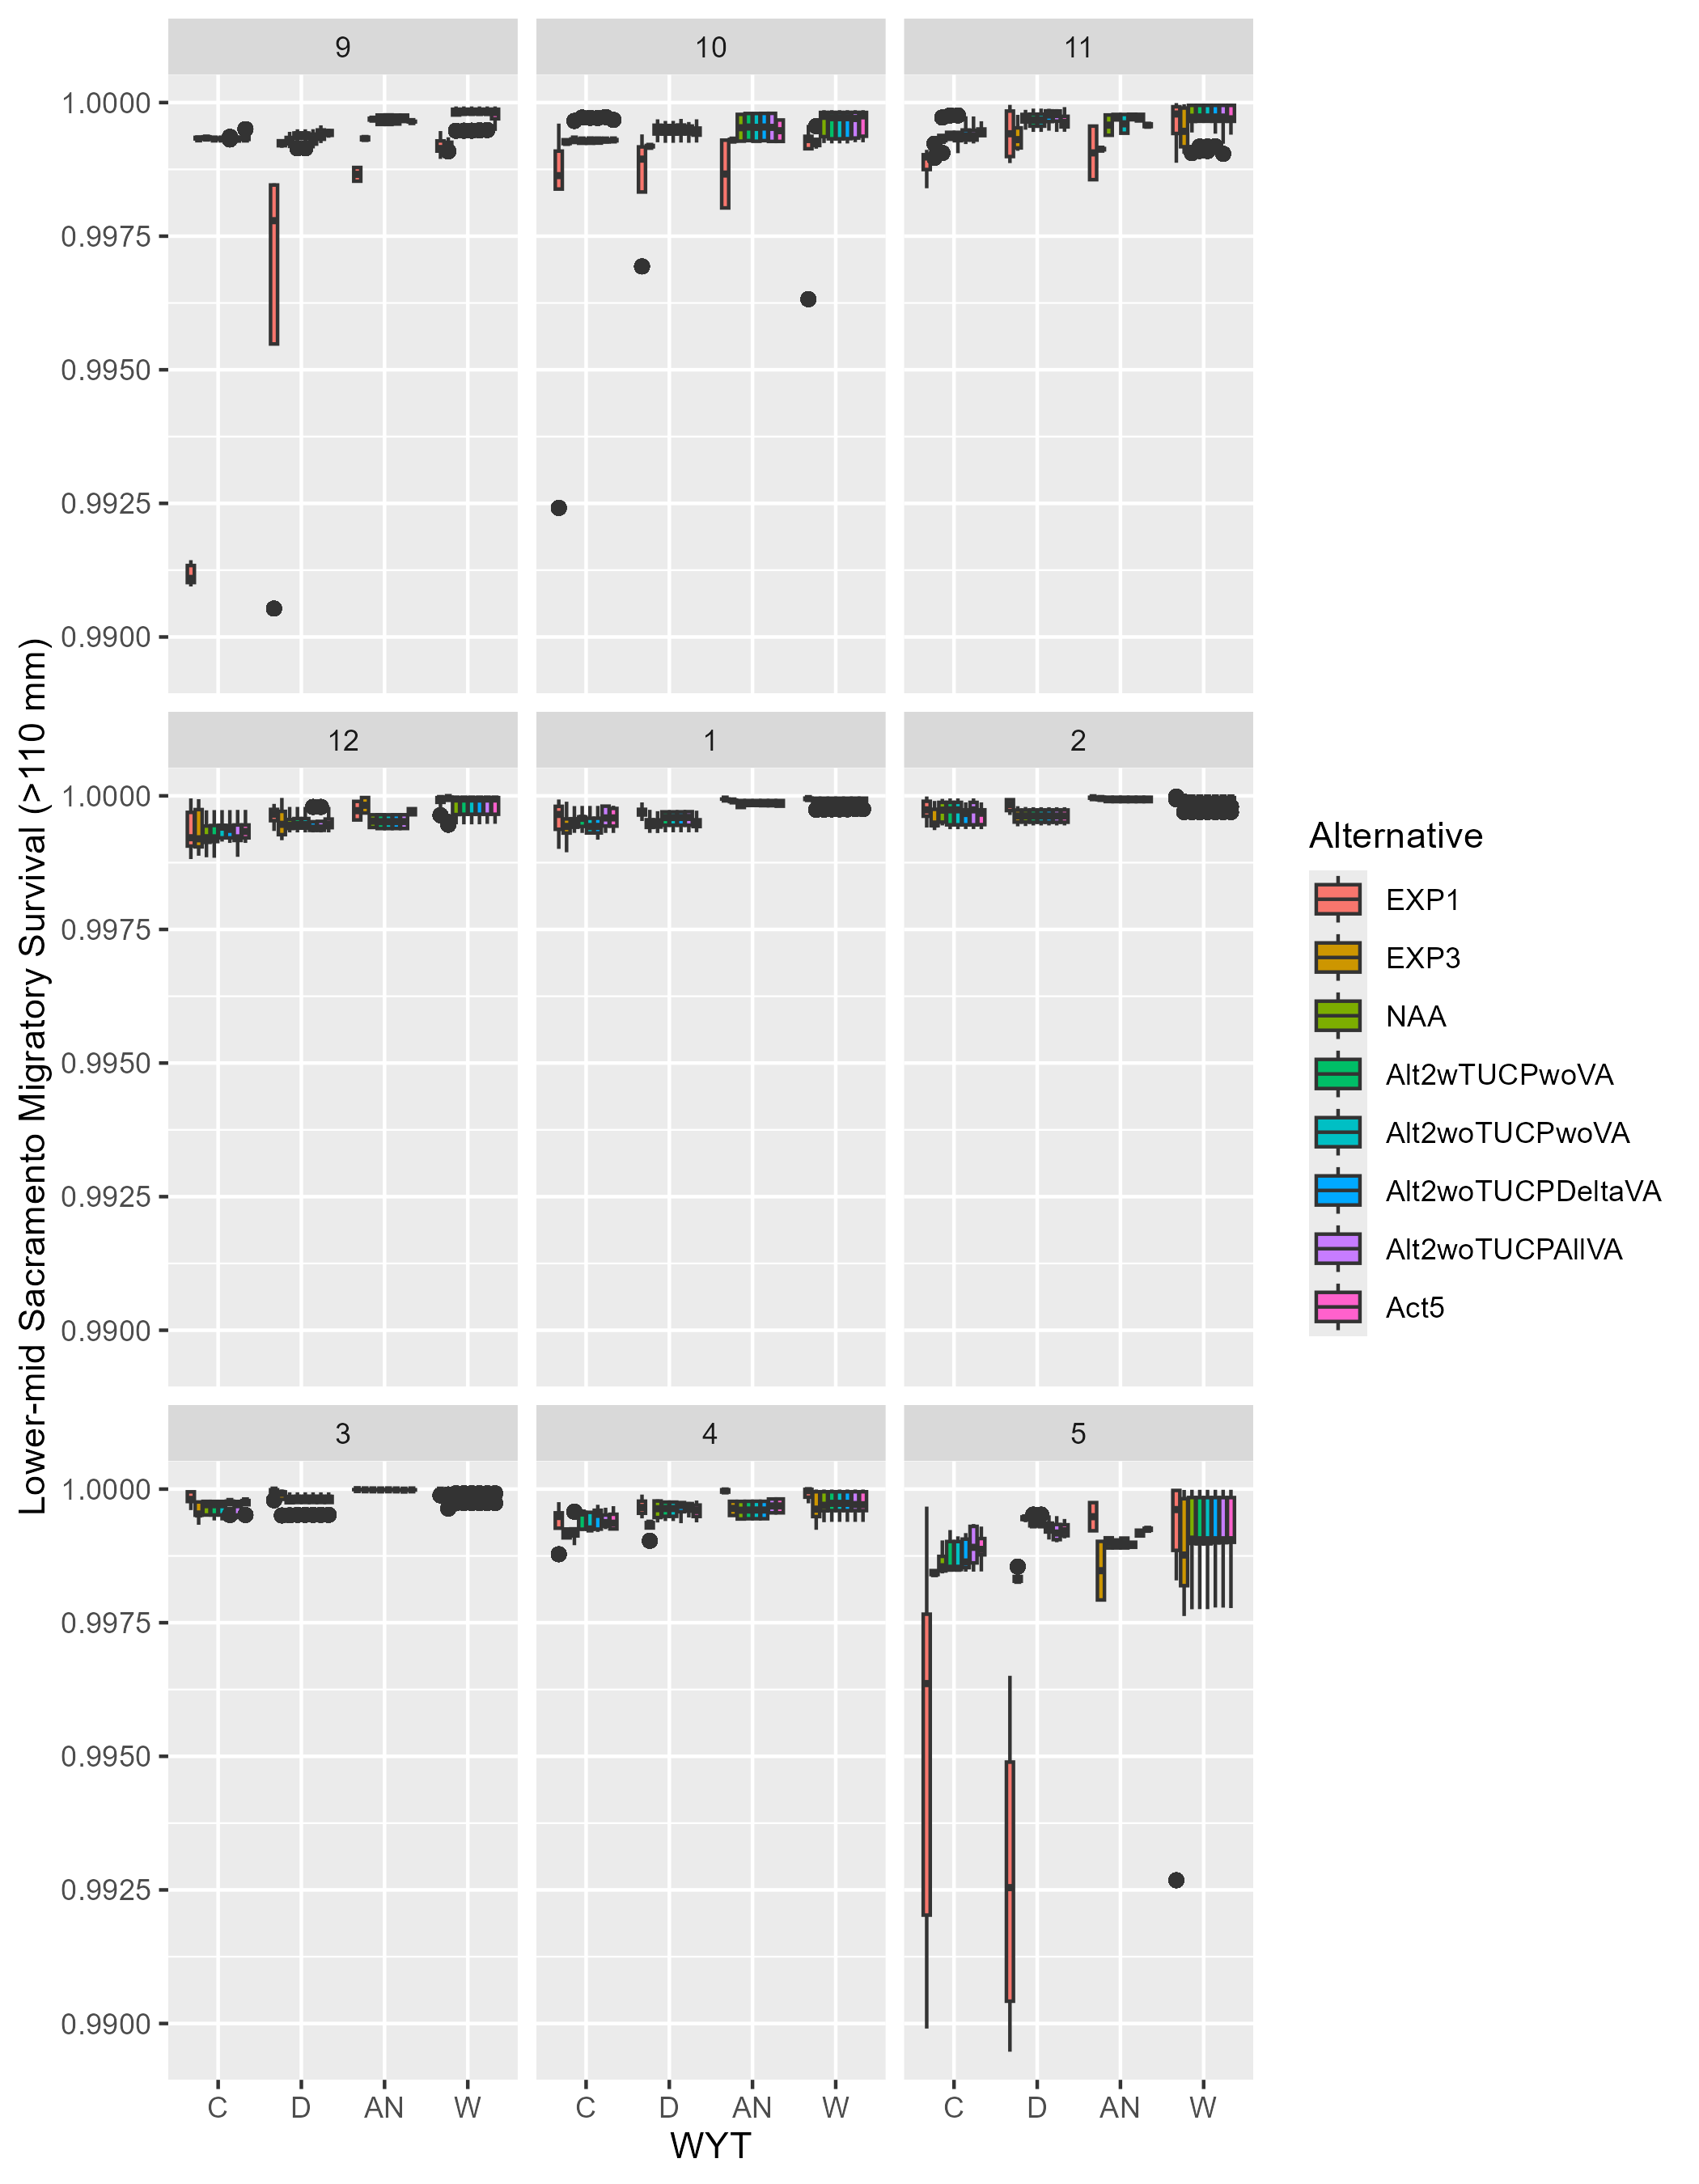 9 10 11
1.0000
0.9975
0.9950
0.9925
0.9900
12 1 2
1.0000
0.9975
0.9950
0.9925
0.9900
3 4 5
1.0000
0.9975
0.9950
0.9925
0.9900
C D AN W C D AN W C D AN W
WYT
Lower-mid Sacramento Migratory Survival (>110 mm)
Alternative
EXP1
EXP3
NAA
Alt2wTUCPwoVA
Alt2woTUCPwoVA
Alt2woTUCPDeltaVA
Alt2woTUCPAllVA
Act5